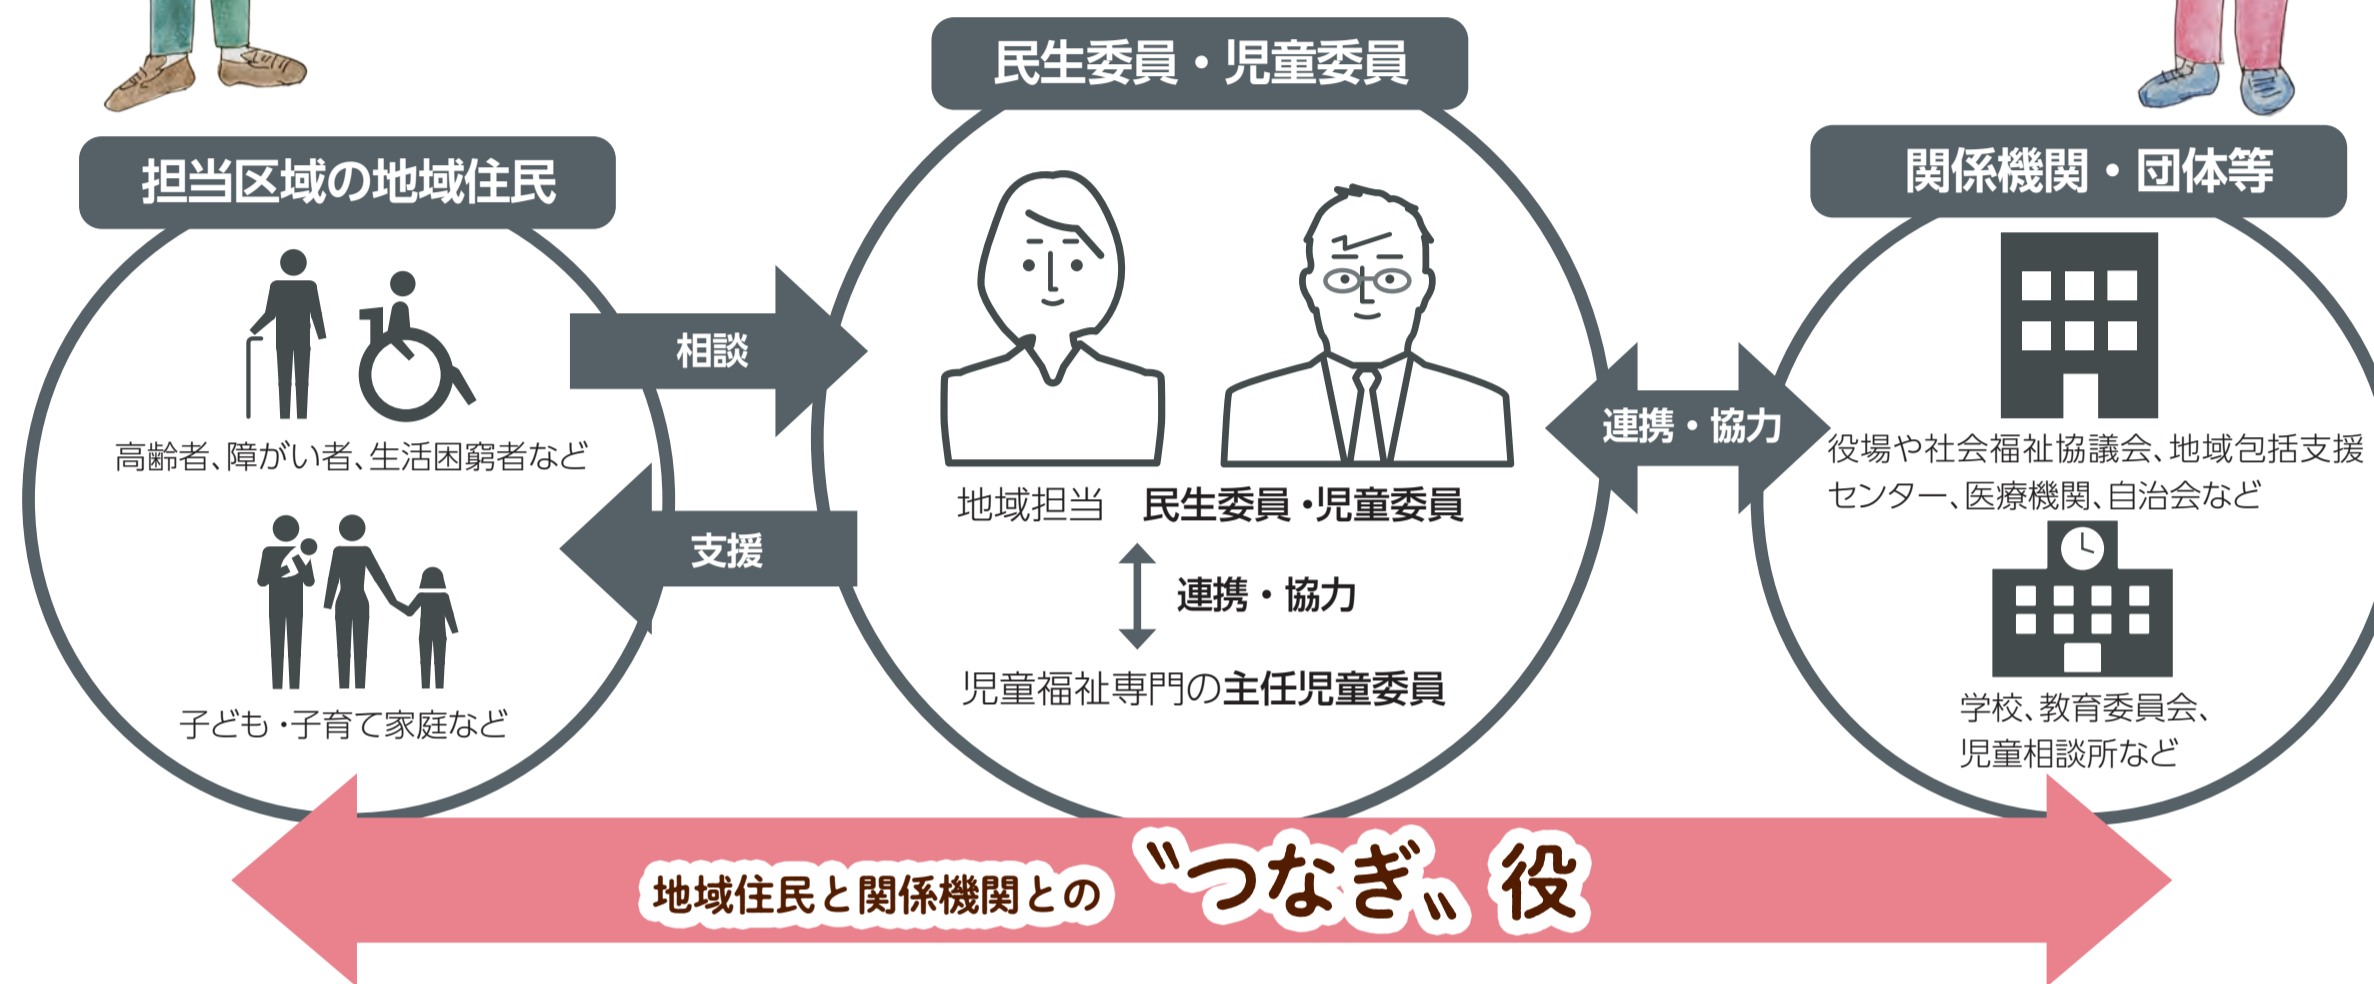 民生委員・児童委員
担当区域の地域住民
関係機関・団体等
相談
高齢者、障がい者、生活困窮者など
支援
子ども・子育て家庭など
地域担当 民生委員・児童委員
連携・協力
児童福祉専門の主任児童委員
連携・協力
役場や社会福祉協議会、地域包括支援
センター、医療機関、自治会など
学校、教育委員会、
児童相談所など
地域住民と関係機関との〝つなぎ〟役